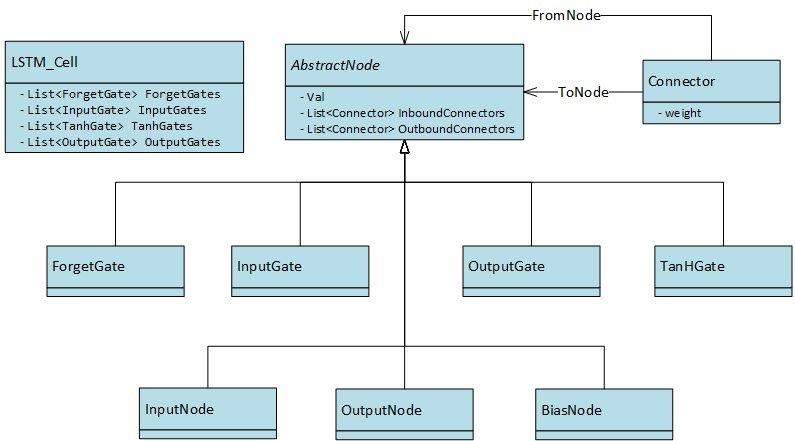 FromNode
LSTM_Cell
- List<ForgetGate> ForgetGates
- List<InputGate> InputGates
- List<TanhGate> TanhGates
- List<OutputGate> OutputGates
AbstractNode
- Val
- List<Connector> InboundConnectors
- List<Connector> OutboundConnectors
ToNode
Connector
- weight
ForgetGate
InputGate
OutputGate
TanHGate
InputNode
OutputNode
BiasNode